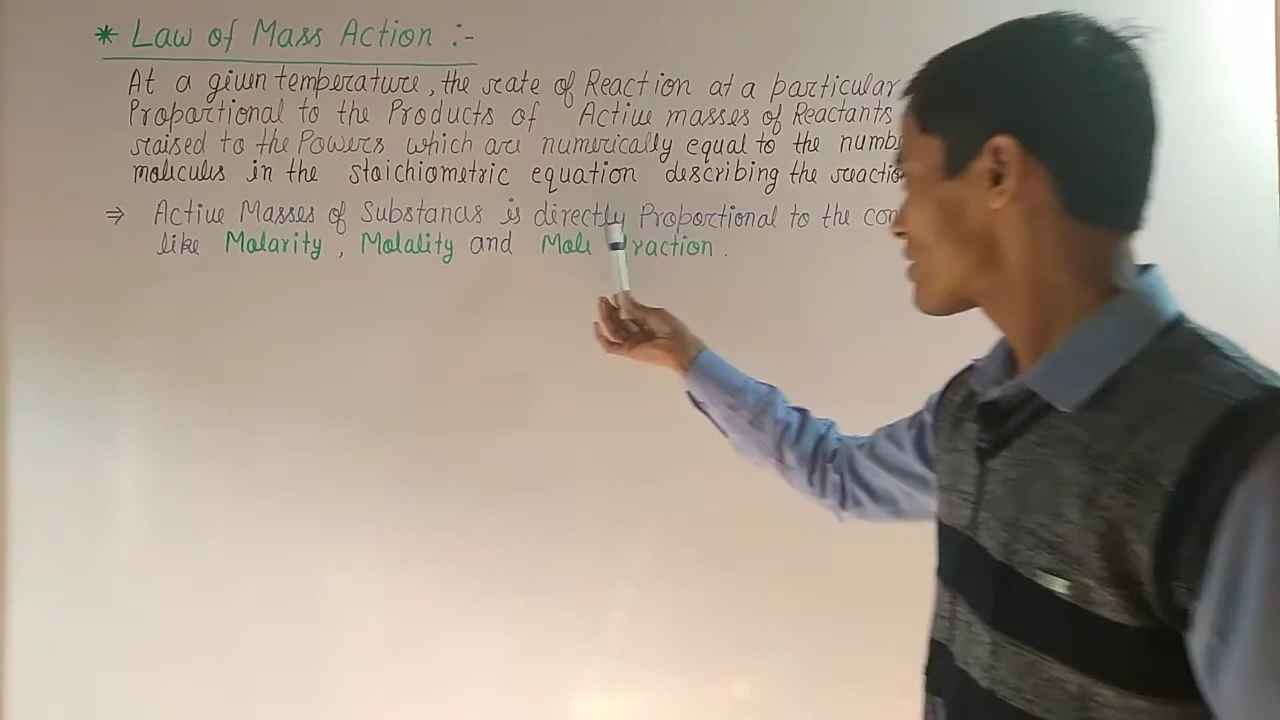 * Law of Mass Action :-
At a given temperature, the rate of Reaction at a particular
Proportional to the Products of Active masses of Reactants
raised to the Powers which are numerically equal to the numb
molecules in the stoichiometric equation describing the reactio
⇒ Active Masses of Substances is directly Proportional to the con
like Molarity, Molality and Mole Fraction.